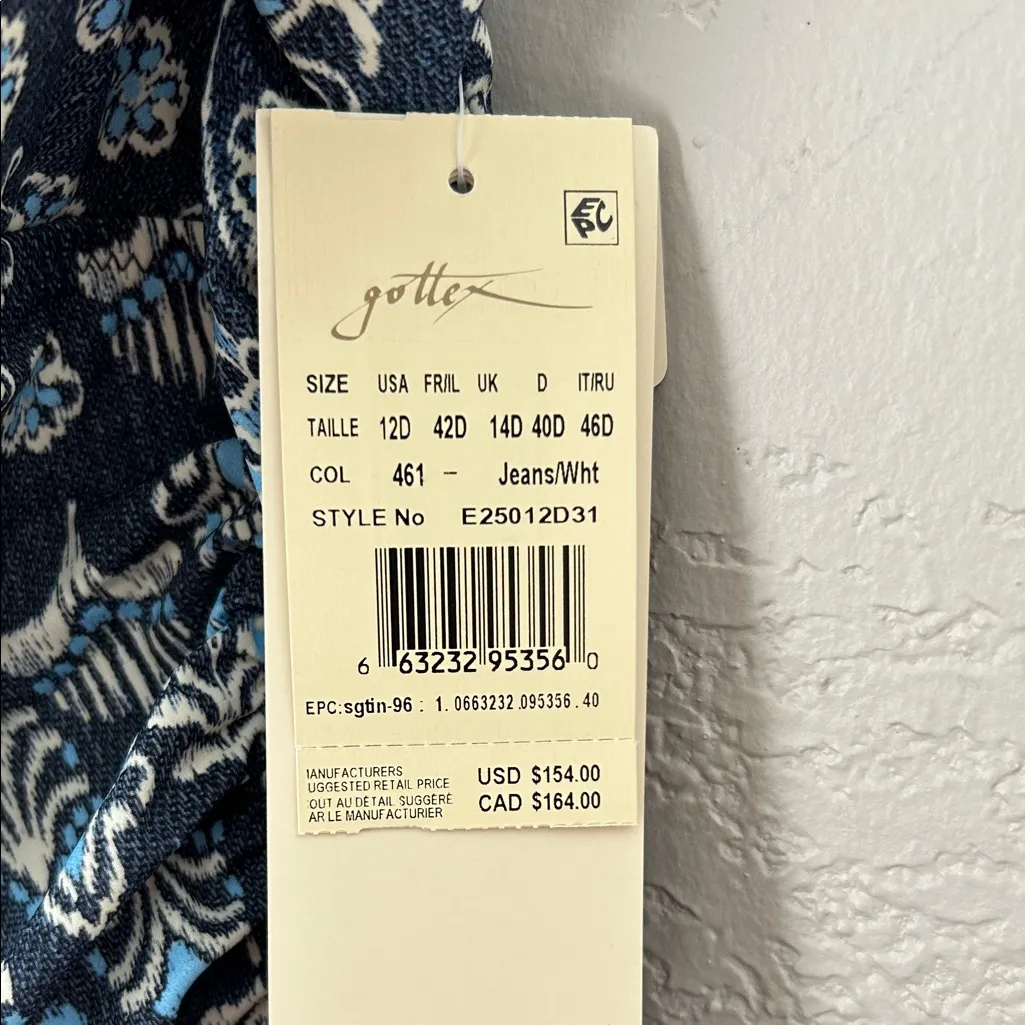 EPC
gottex
SIZE USA FR/IL UK D IT/RU
TAILLE 12D 42D 14D 40D 46D
COL 461 – Jeans/Wht
STYLE No E25012D31
6 63232 95356 0
EPC:sgtin-96 : 1. 0663232 .095356 . 40
ANUFACTURERS
UGGESTED RETAIL PRICE
OUT AU DÉTAIL SUGGÉRÉ
AR LE MANUFACTURIER
USD $154.00
CAD $164.00